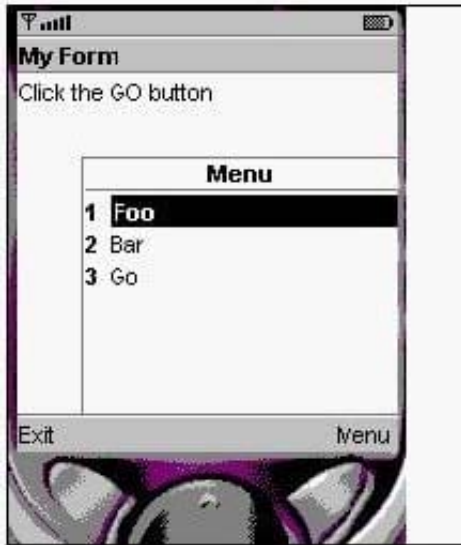 My Form
Click the GO button
Menu
1 Foo
2 Bar
3 Go
Exit Menu